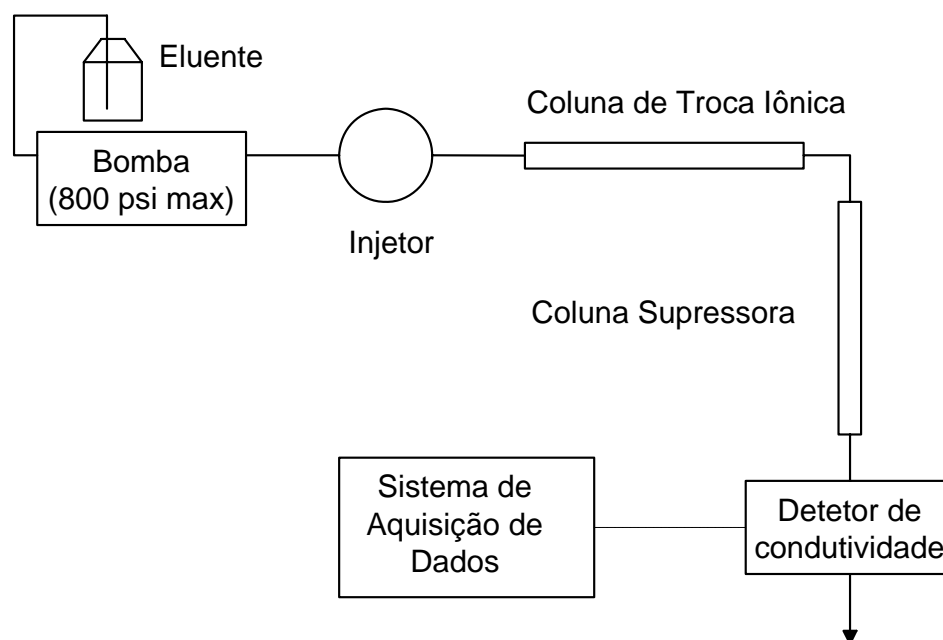 Eluente
Bomba
(800 psi max)
Injetor
Coluna de Troca Iônica
Coluna Supressora
Sistema de
Aquisição de
Dados
Detetor de
condutividade